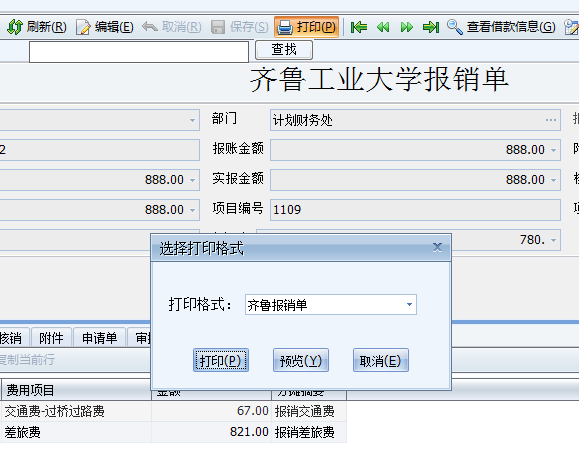 刷新(R) 编辑(E) 取消(R) 保存(S) 打印(P) 查看借款信息(G)
查找
齐鲁工业大学报销单
部门 计划财务处 ...
2 报账金额 888.00
888.00 实报金额 888.00
888.00 项目编号 1109
780.
选择打印格式
打印格式： 齐鲁报销单
打印(P) 预览(Y) 取消(E)
核销 附件 申请单
复制当前行
费用项目 金额 分摊摘要
交通费-过桥过路费 67.00 报销交通费
差旅费 821.00 报销差旅费